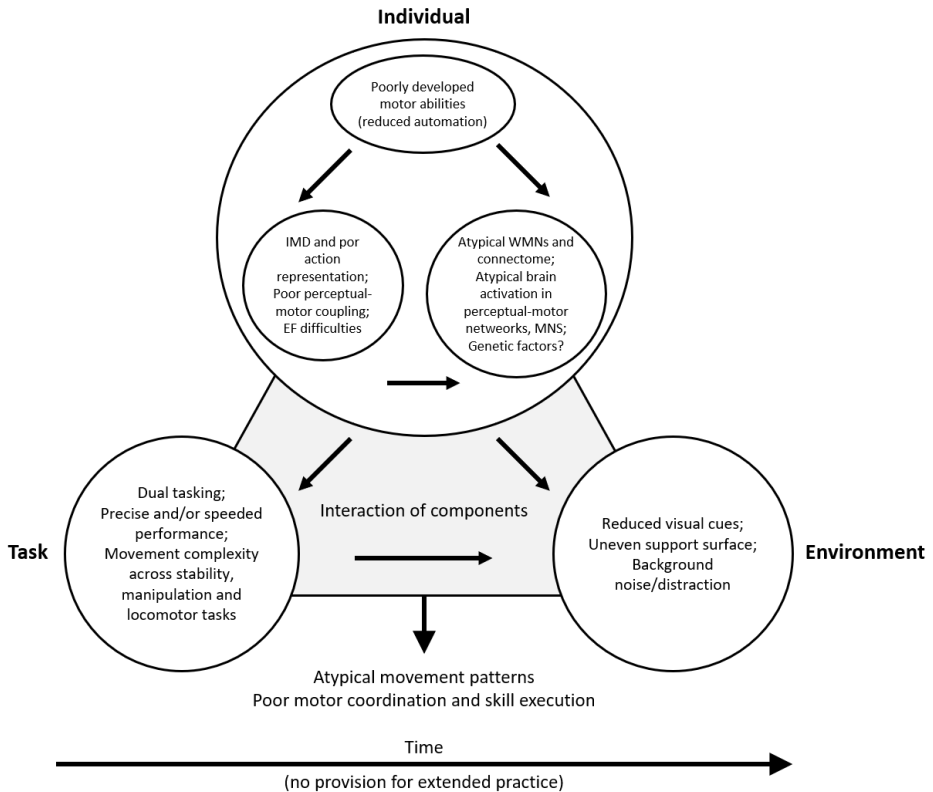 Individual
Poorly developed
motor abilities
(reduced automation)
IMD and por
action
representation;
Poor perceptual-
motor coupling;
EF difficulties
Atypical WMNs and
connectome;
Atypical brain
activation in
perceptual-motor
networks, MNS;
Genetic factors?
Task
Dual tasking;
Precise and/or speeded
performance;
Movement complexity
across stability,
manipulation and
locomotor tasks
Interaction of components
Reduced visual cues;
Uneven support surface;
Background
noise/distraction
Environment
Atypical movement patterns
Poor motor coordination and skill execution
Time
(no provision for extended practice)